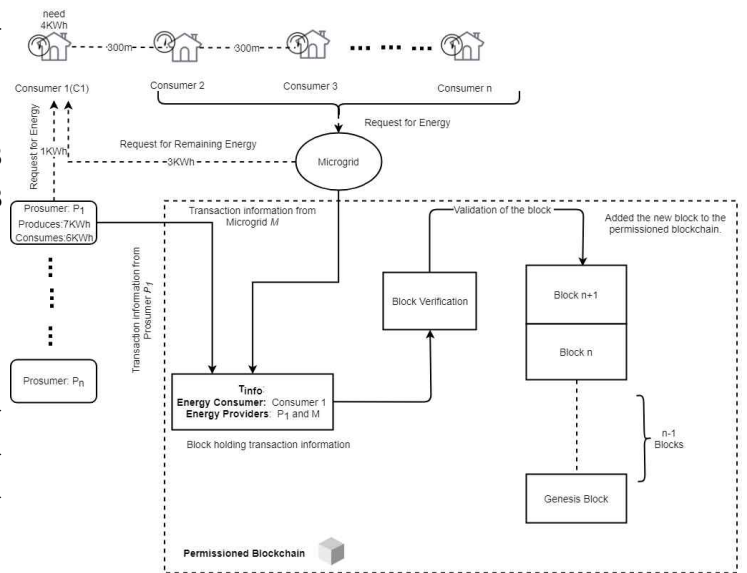 need
4KWh
300m
300m
Consumer 1(C1)
Consumer 2
Consumer 3
Consumer n
Request for Energy
Request for Energy
1KWh
Request for Remaining Energy
3KWh
Microgrid
Prosumer: P1
Produces:7KWh
Consumes:6KWh
Transaction information from
Microgrid M
Validation of the block
Added the new block to the
permissioned blockchain.
Transaction information from
Prosumer P1
Block Verification
Block n+1
Block n
Prosumer: Pn
Tinfo:
Energy Consumer: Consumer 1
Energy Providers: P1 and M
Block holding transaction information
n-1
Blocks
Genesis Block
Permissioned Blockchain